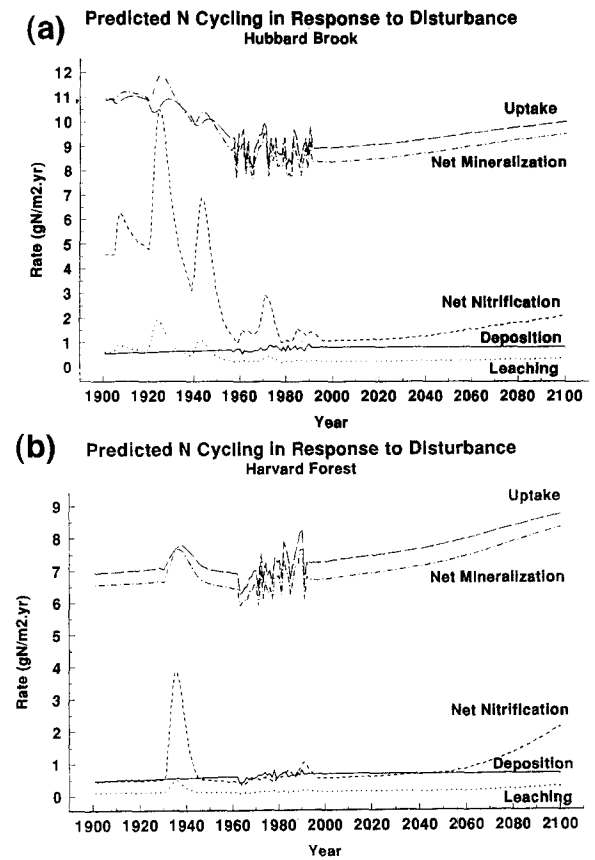 (a)
Predicted N Cycling in Response to Disturbance
Hubbard Brook
12
11
10
9
8
7
6
5
4
3
2
1
0
Rate (gN/m2.yr)
Uptake
Net Mineralization
Net Nitrification
Deposition
Leaching
1900 1920 1940 1960 1980 2000 2020 2040 2060 2080 2100
Year
(b)
Predicted N Cycling in Response to Disturbance
Harvard Forest
9
8
7
6
5
4
3
2
1
0
Rate (gN/m2.yr)
Uptake
Net Mineralization
Net Nitrification
Deposition
Leaching
1900 1920 1940 1960 1980 2000 2020 2040 2060 2080 2100
Year